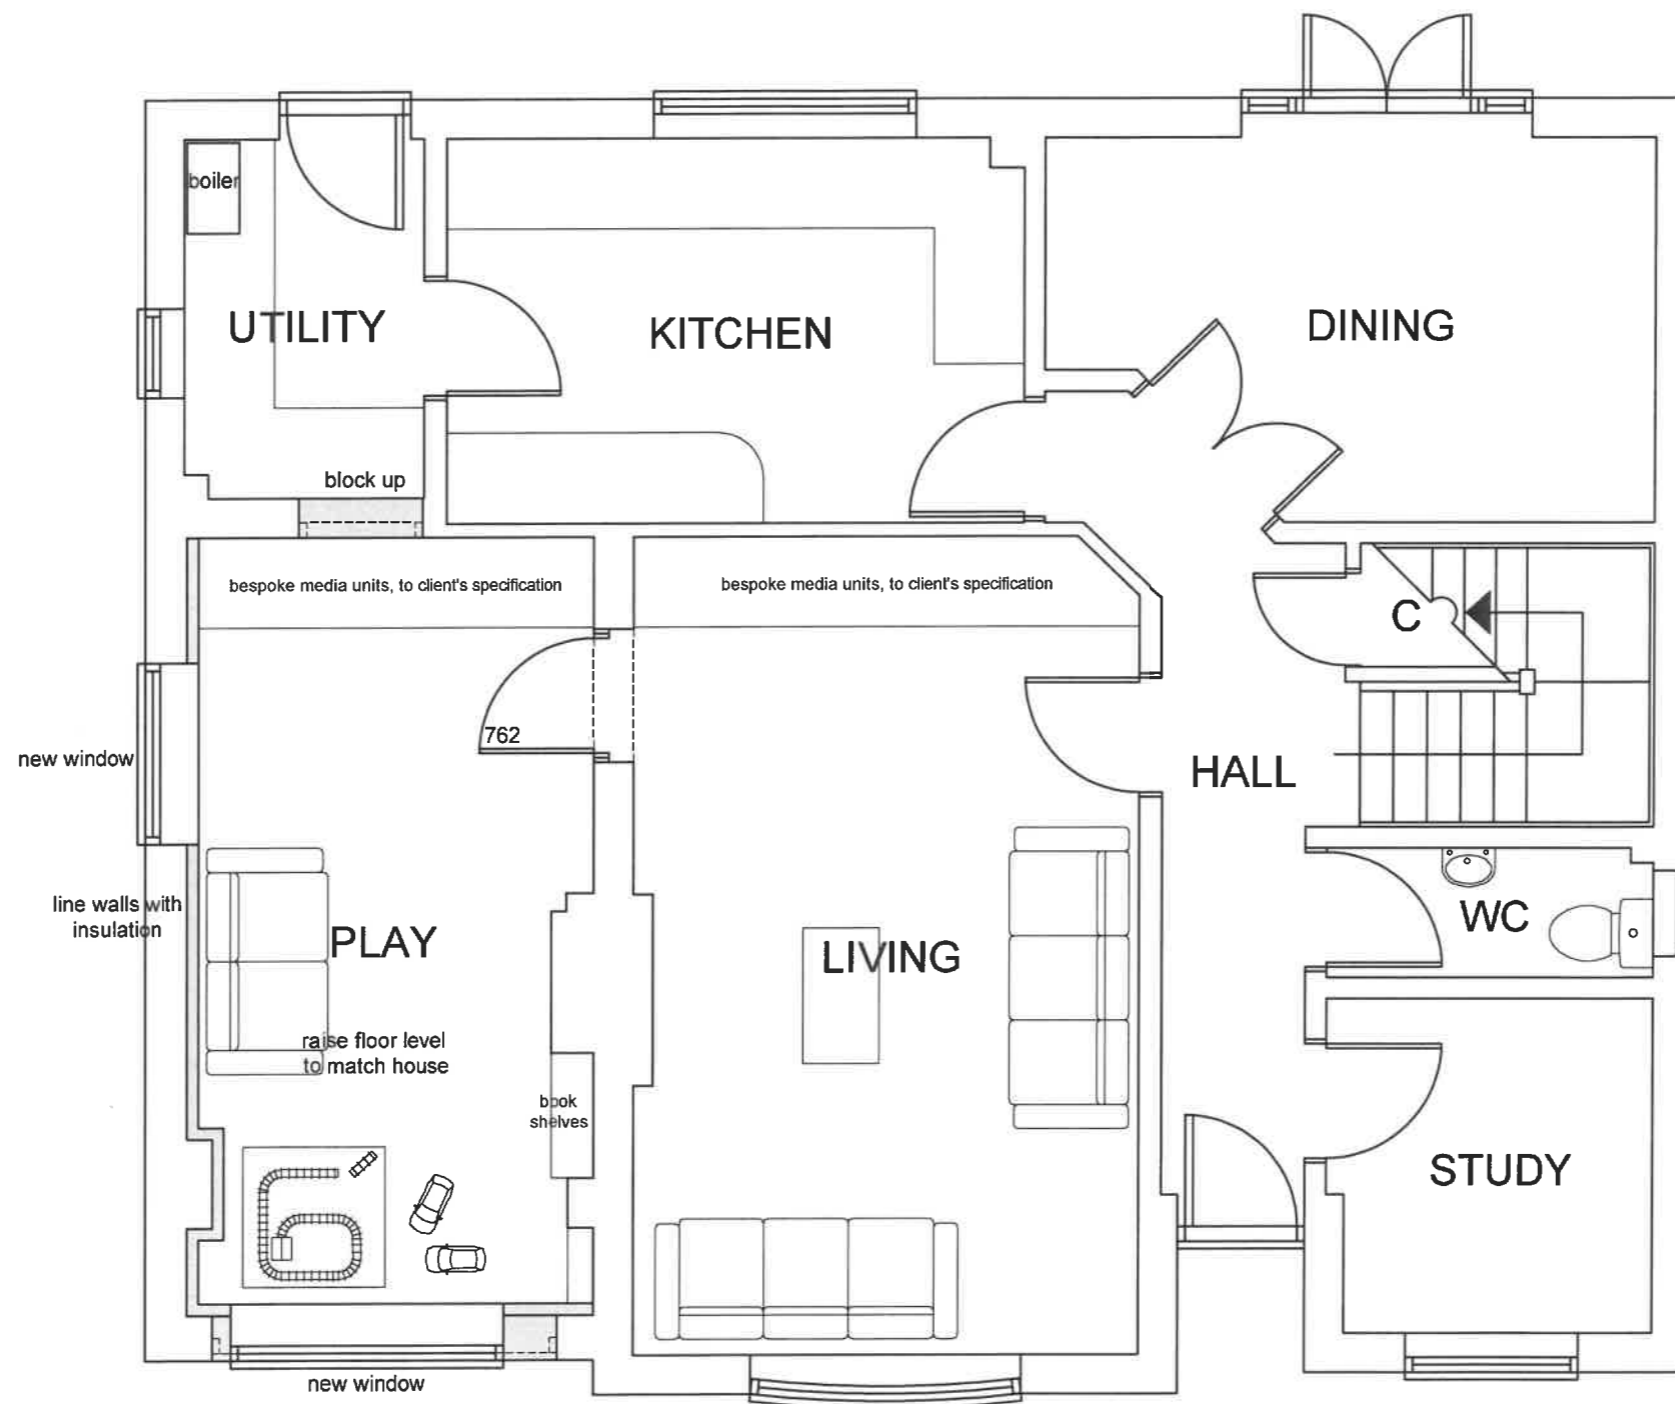 boiler
UTILITY
KITCHEN
DINING
block up
bespoke media units, to client's specification
bespoke media units, to client's specification
C
762
new window
HALL
line walls with
insulation
PLAY
LIVING
WC
raise floor level
to match house
book
shelves
STUDY
new window